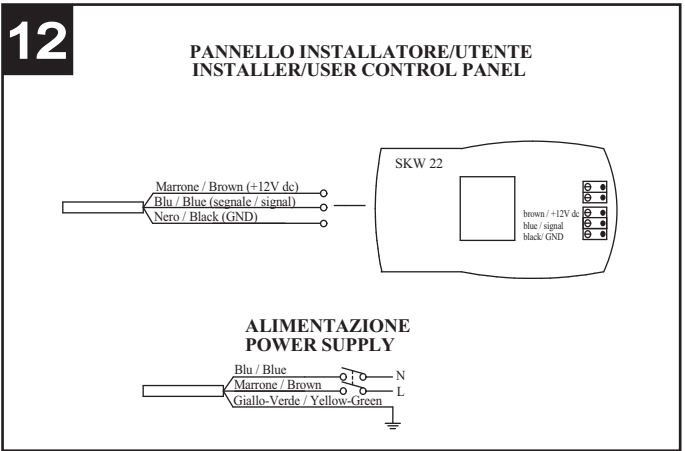 12
PANNELLO INSTALLATORE/UTENTE
INSTALLER/USER CONTROL PANEL
SKW 22
Marrone / Brown (+12V dc)
Blu / Blue (segnale / signal)
Nero / Black (GND)
brown / +12V dc
blue / signal
black/ GND
ALIMENTAZIONE
POWER SUPPLY
Blu / Blue
N
Marrone / Brown
L
Giallo-Verde / Yellow-Green